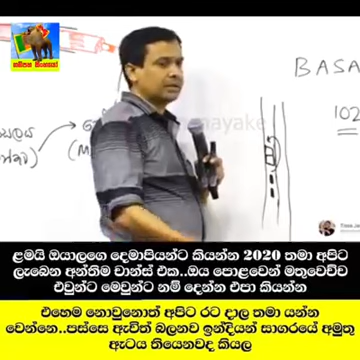 BASA
102
ළමයි ඔයාලගෙ දෙමාපියන්ට කියන්න 2020 තමා අපිට
ලැබෙන අන්තිම චාන්ස් එක..ඔය පොළවෙන් මතුවෙච්ච
එවුන්ට මෙවුන්ට නම් දෙන්න එපා කියන්න
එහෙම නොවුනොත් අපිට රට දාල තමා යන්න
වෙන්නෙ..පස්සෙ ඇවිත් බලනව ඉන්දියන් සාගරයේ අමුතු
ඇටය තියෙනවද කියල